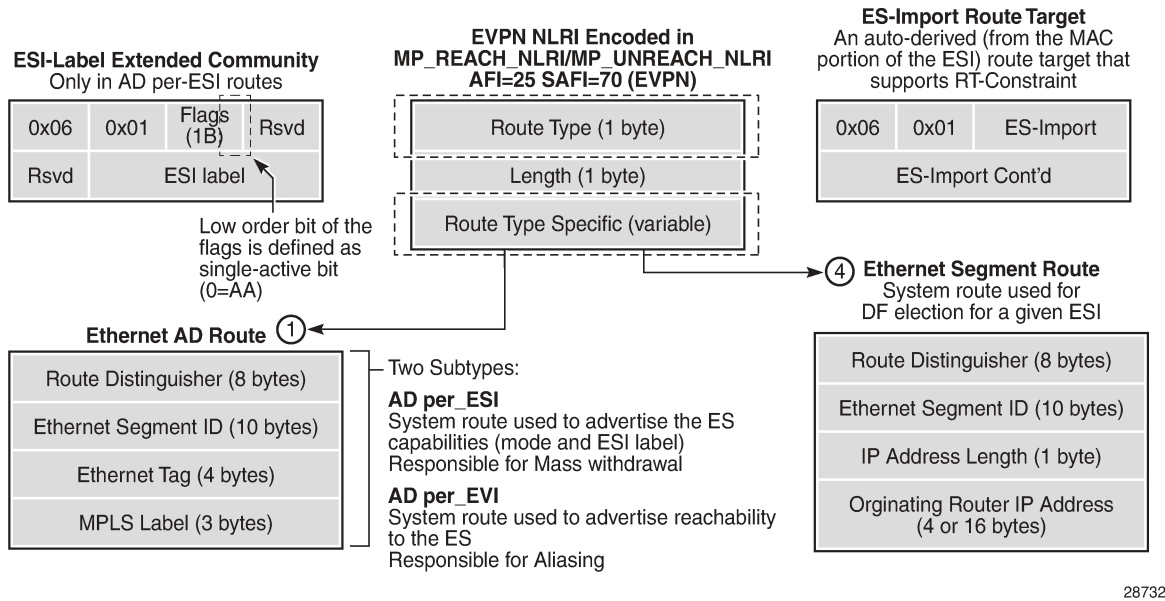 ESI-Label Extended Community
Only in AD per-ESI routes
0x06
0x01
Flags
(1B)
Rsvd
Rsvd
ESI label
Low order bit of the
flags is defined as
single-active bit
(0=AA)
EVPN NLRI Encoded in
MP_REACH_NLRI/MP_UNREACH_NLRI
AFI=25 SAFI=70 (EVPN)
Route Type (1 byte)
Length (1 byte)
Route Type Specific (variable)
ES-Import Route Target
An auto-derived (from the MAC
portion of the ESI) route target that
supports RT-Constraint
0x06
0x01
ES-Import
ES-Import Cont'd
Ethernet AD Route 1
Route Distinguisher (8 bytes)
Ethernet Segment ID (10 bytes)
Ethernet Tag (4 bytes)
MPLS Label (3 bytes)
Two Subtypes:
AD per_ESI
System route used to advertise the ES
capabilities (mode and ESI label)
Responsible for Mass withdrawal
AD per_EVI
System route used to advertise reachability
to the ES
Responsible for Aliasing
4 Ethernet Segment Route
System route used for
DF election for a given ESI
Route Distinguisher (8 bytes)
Ethernet Segment ID (10 bytes)
IP Address Length (1 byte)
Orginating Router IP Address
(4 or 16 bytes)
28732